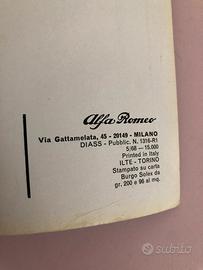 Alfa Romeo
Via Gattamelata, 45 - 20149 - MILANO
DIASS - Pubblic. N. 1316-R1
5/68 - 15.000
Printed in Italy
ILTE - TORINO
Stampato su carta
Burgo Solex da
gr. 200 e 96 al mq.
subito